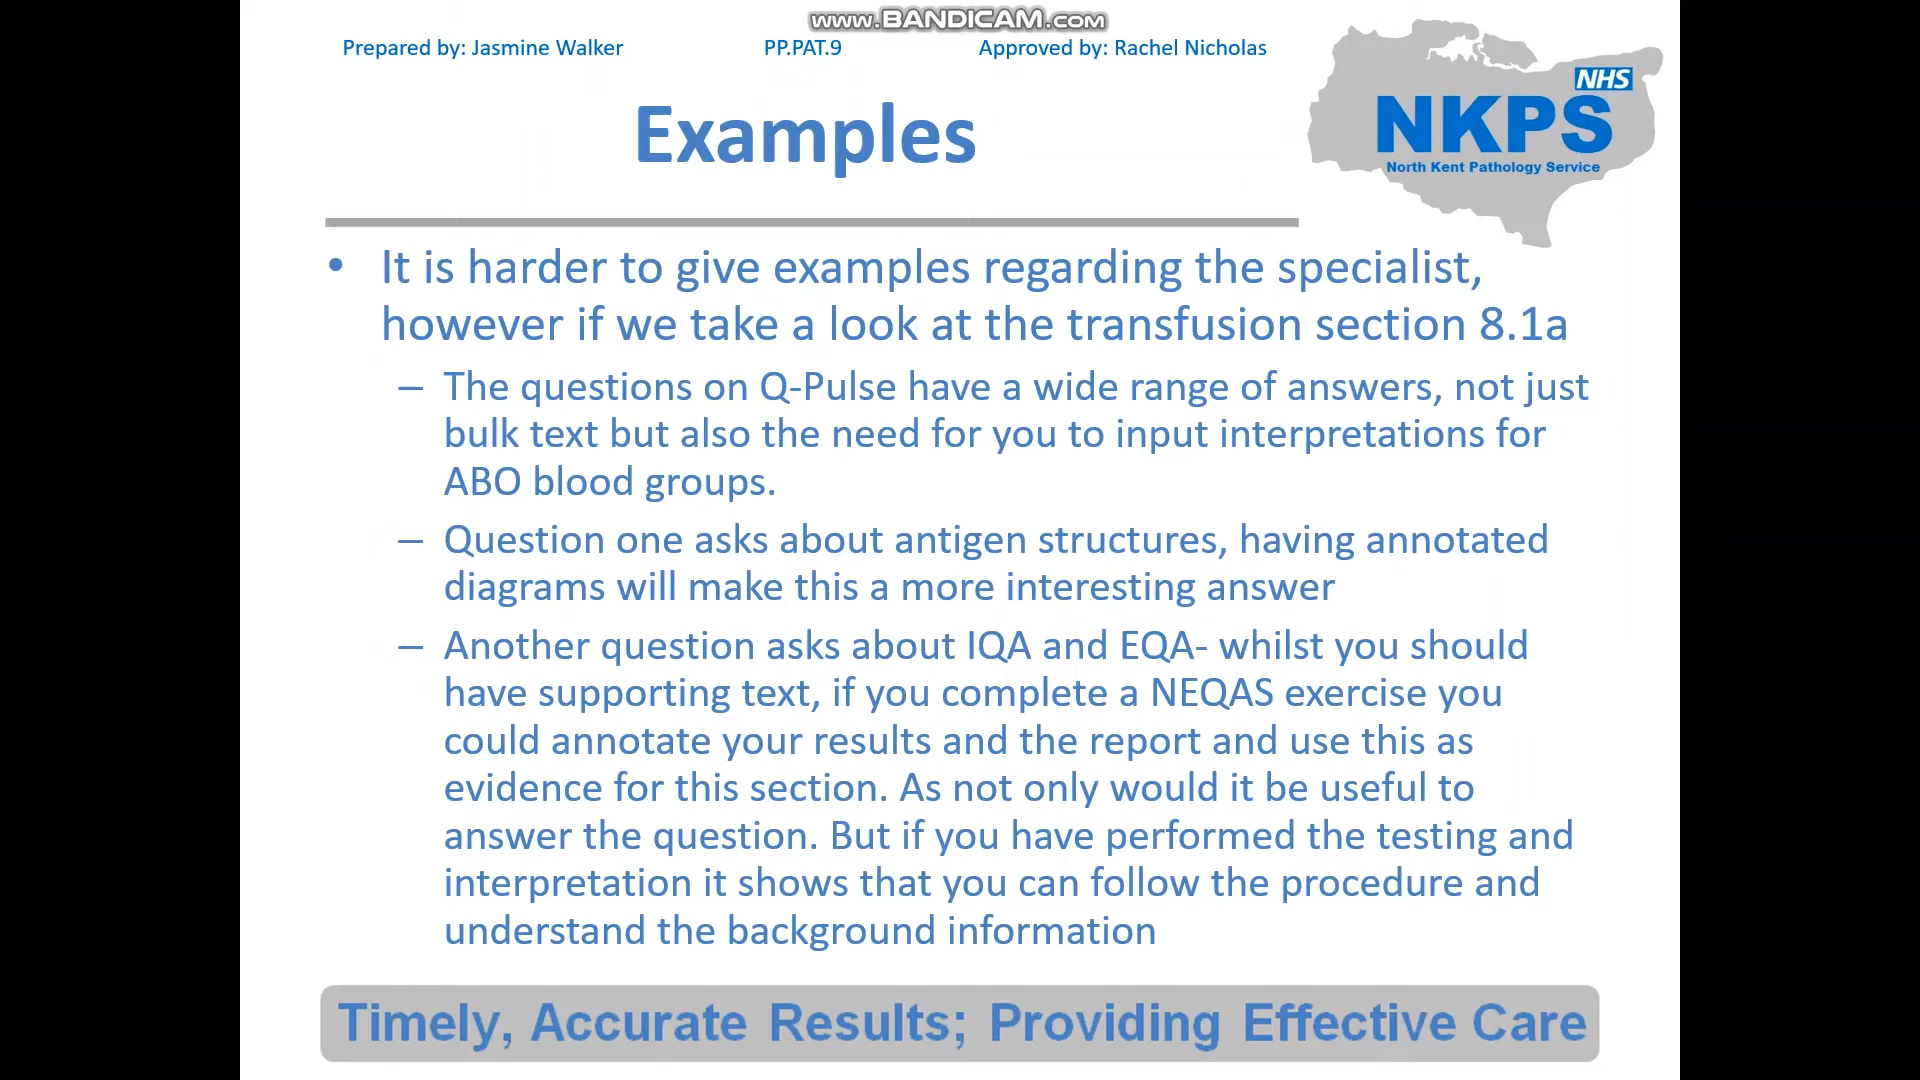 www.BANDICAM.com
Prepared by: Jasmine Walker PP.PAT.9 Approved by: Rachel Nicholas
NHS
Examples
NKPS
North Kent Pathology Service
• It is harder to give examples regarding the specialist,
however if we take a look at the transfusion section 8.1a
– The questions on Q-Pulse have a wide range of answers, not just
bulk text but also the need for you to input interpretations for
ABO blood groups.
– Question one asks about antigen structures, having annotated
diagrams will make this a more interesting answer
– Another question asks about IQA and EQA- whilst you should
have supporting text, if you complete a NEQAS exercise you
could annotate your results and the report and use this as
evidence for this section. As not only would it be useful to
answer the question. But if you have performed the testing and
interpretation it shows that you can follow the procedure and
understand the background information
Timely, Accurate Results; Providing Effective Care